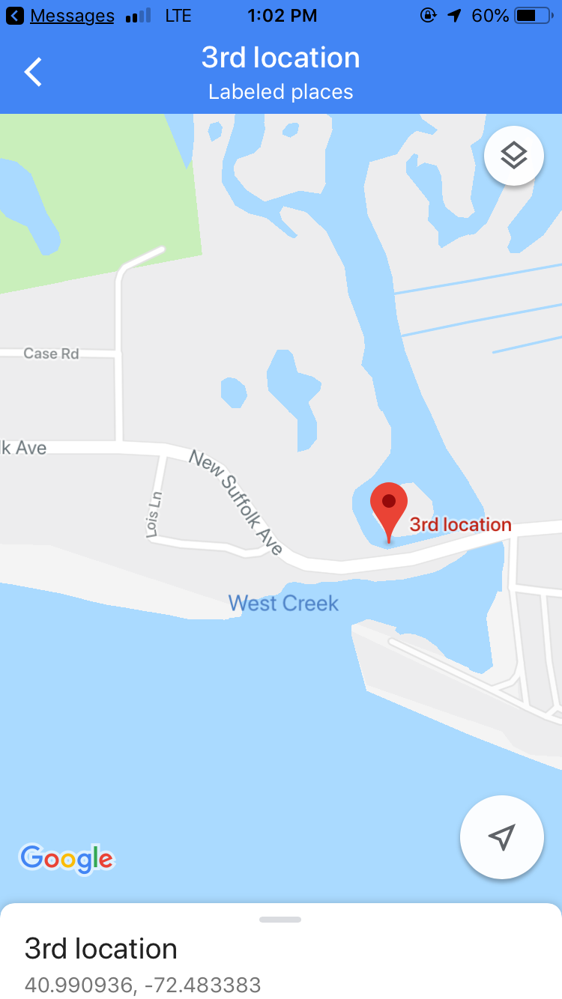 Messages LTE 1:02 PM 60%
3rd location
Labeled places
Case Rd
lk Ave
New Suffolk Ave
Lois Ln
3rd location
West Creek
Google
3rd location
40.990936, -72.483383